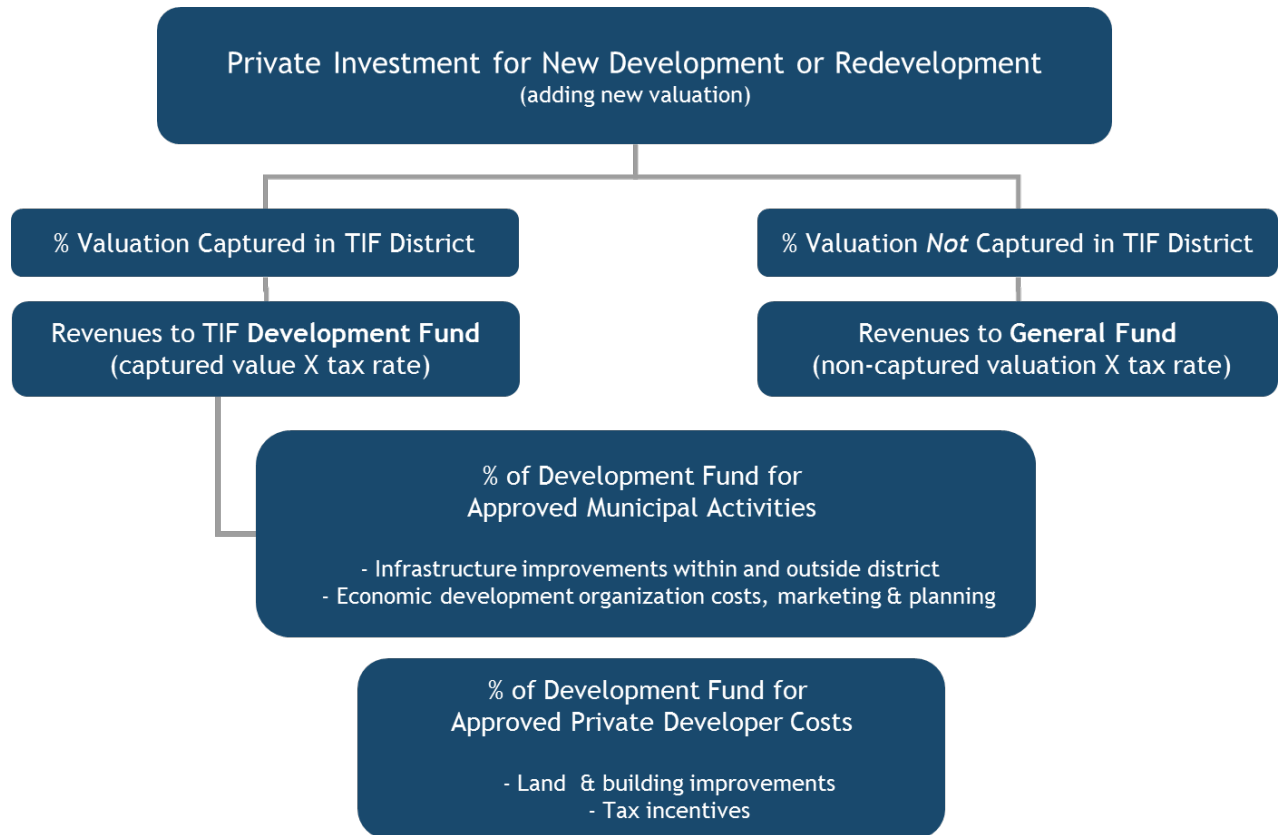 Private Investment for New Development or Redevelopment
(adding new valuation)
% Valuation Captured in TIF District
% Valuation Not Captured in TIF District
Revenues to TIF Development Fund
(captured value X tax rate)
Revenues to General Fund
(non-captured valuation X tax rate)
% of Development Fund for
Approved Municipal Activities
- Infrastructure improvements within and outside district
- Economic development organization costs, marketing & planning
% of Development Fund for
Approved Private Developer Costs
- Land & building improvements
- Tax incentives